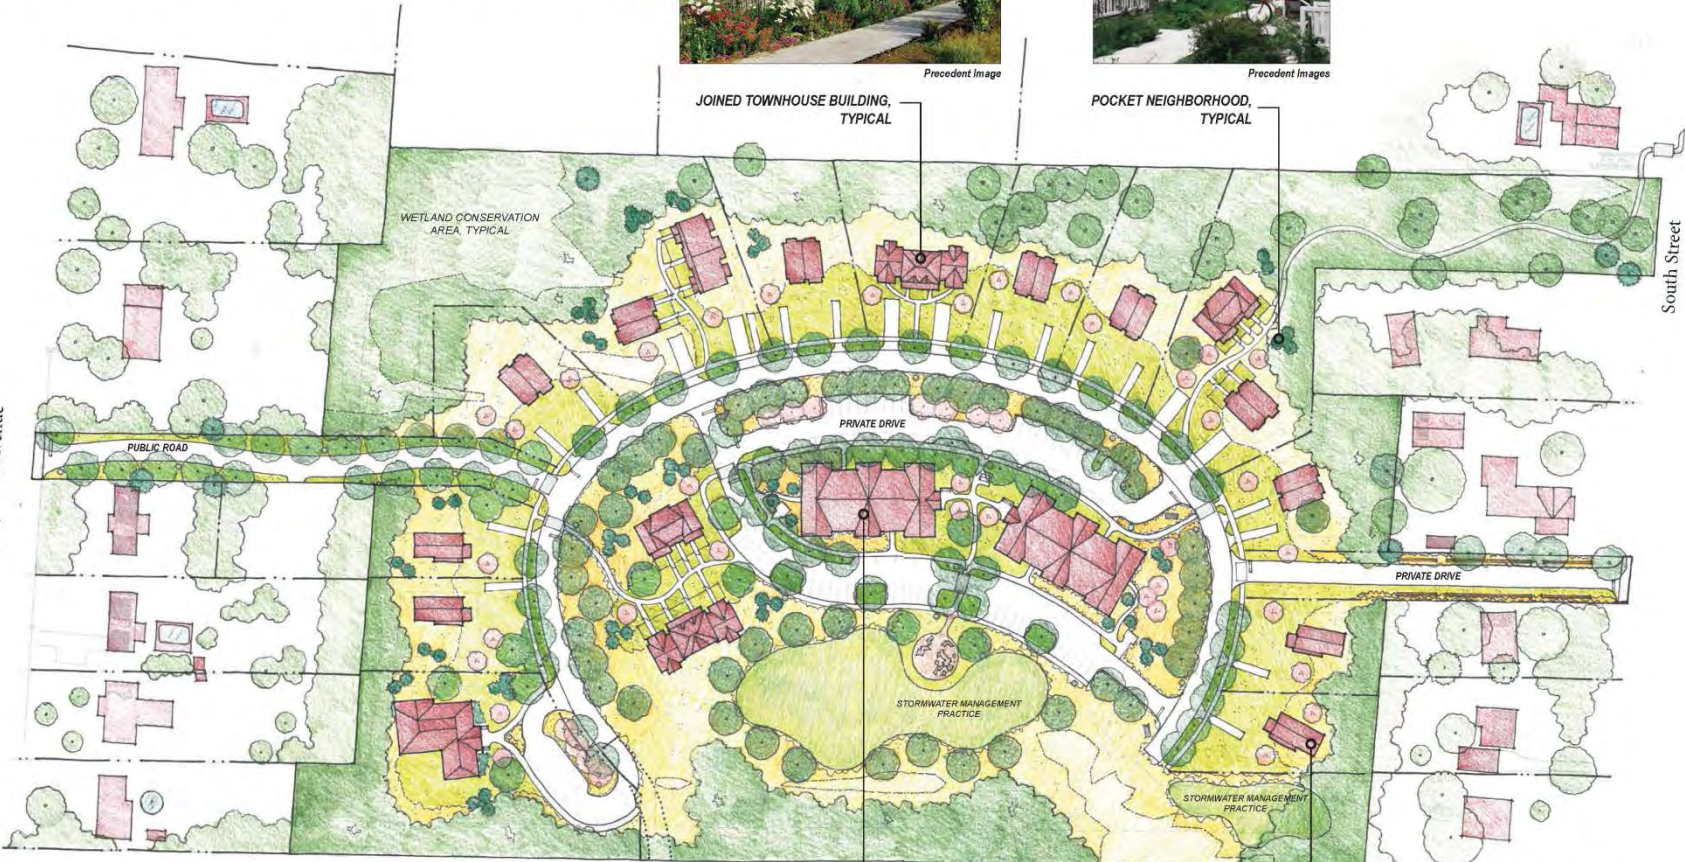 Precedent Image
Precedent Images
JOINED TOWNHOUSE BUILDING,
TYPICAL
POCKET NEIGHBORHOOD,
TYPICAL
WETLAND CONSERVATION
AREA, TYPICAL
South Street
PRIVATE DRIVE
PUBLIC ROAD
PRIVATE DRIVE
STORMWATER MANAGEMENT
PRACTICE
STORMWATER MANAGEMENT
PRACTICE